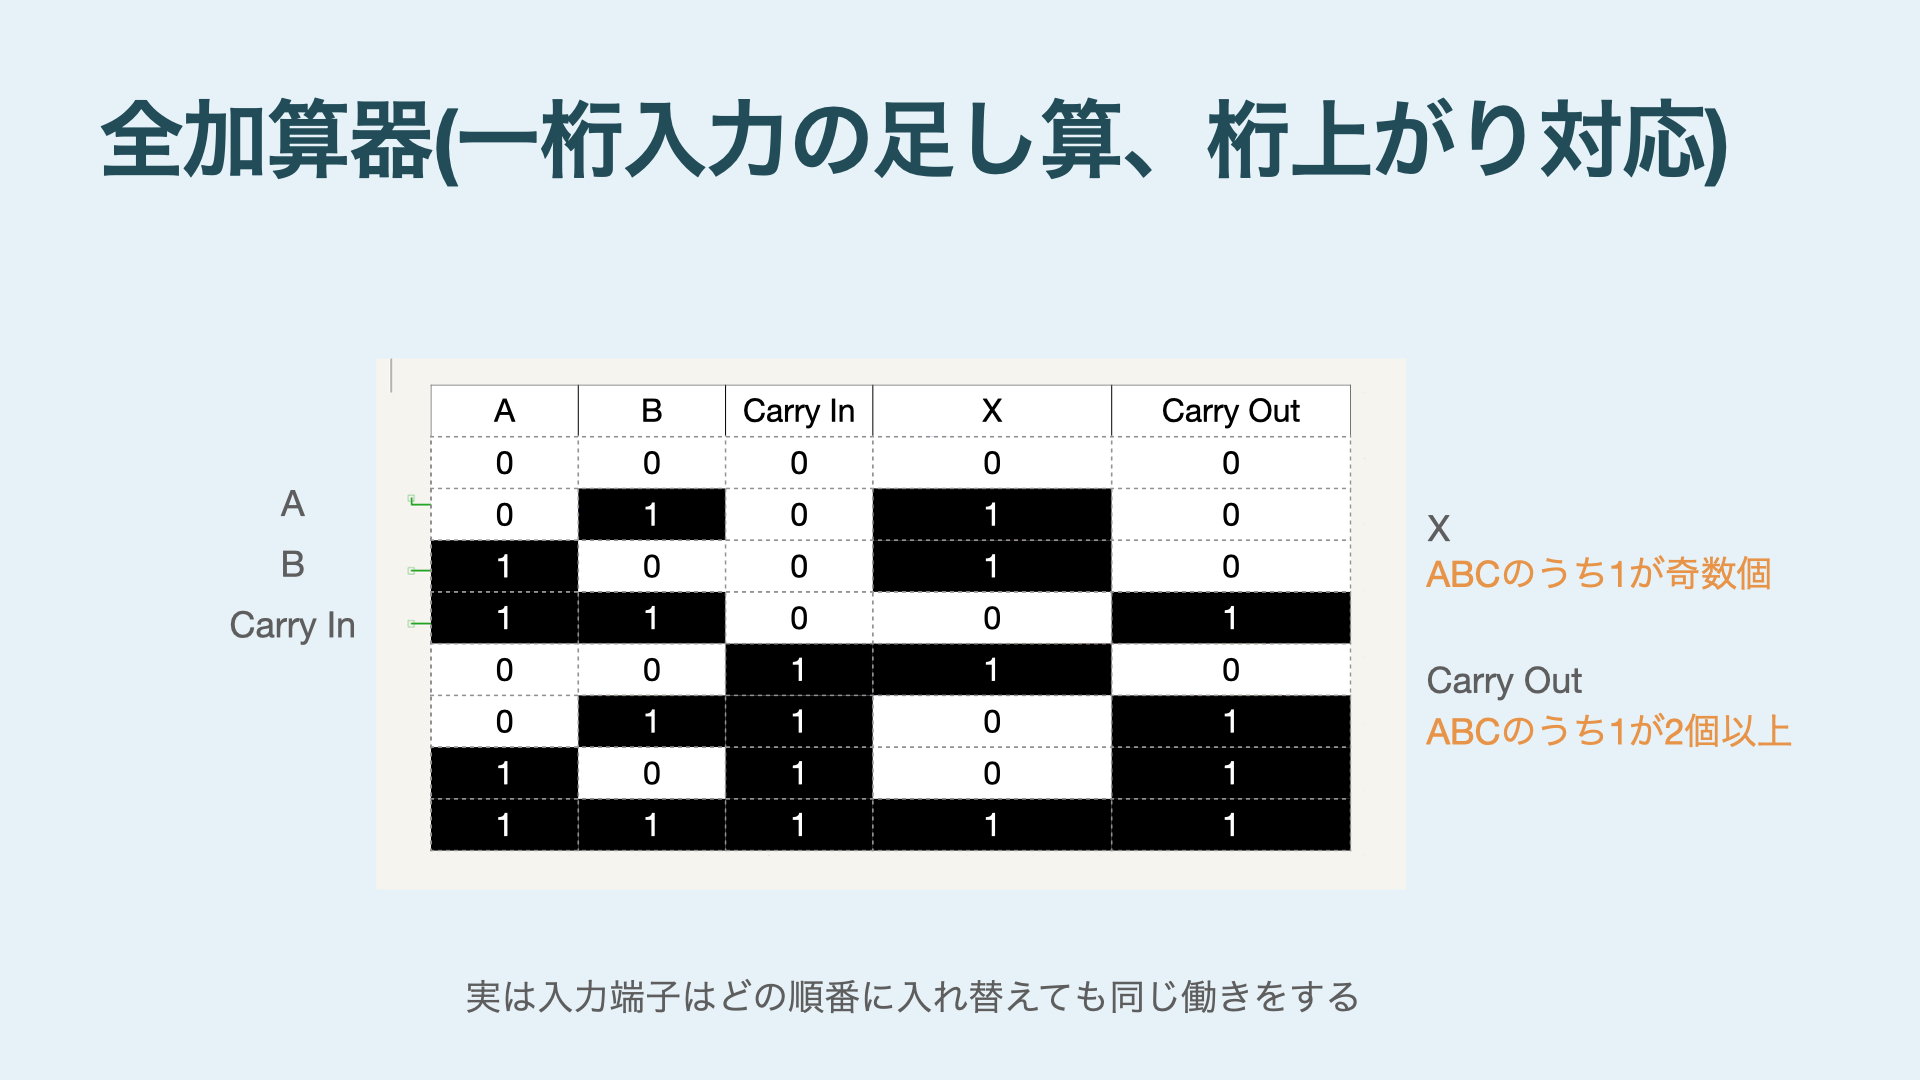 全加算器(一桁入力の足し算、桁上がり対応)
A B Carry In X Carry Out
0 0 0 0 0
0 1 0 1 0
1 0 0 1 0
1 1 0 0 1
0 0 1 1 0
0 1 1 0 1
1 0 1 0 1
1 1 1 1 1
A
B
Carry In
X
ABCのうち1が奇数個
Carry Out
ABCのうち1が2個以上
実は入力端子はどの順番に入れ替えても同じ働きをする